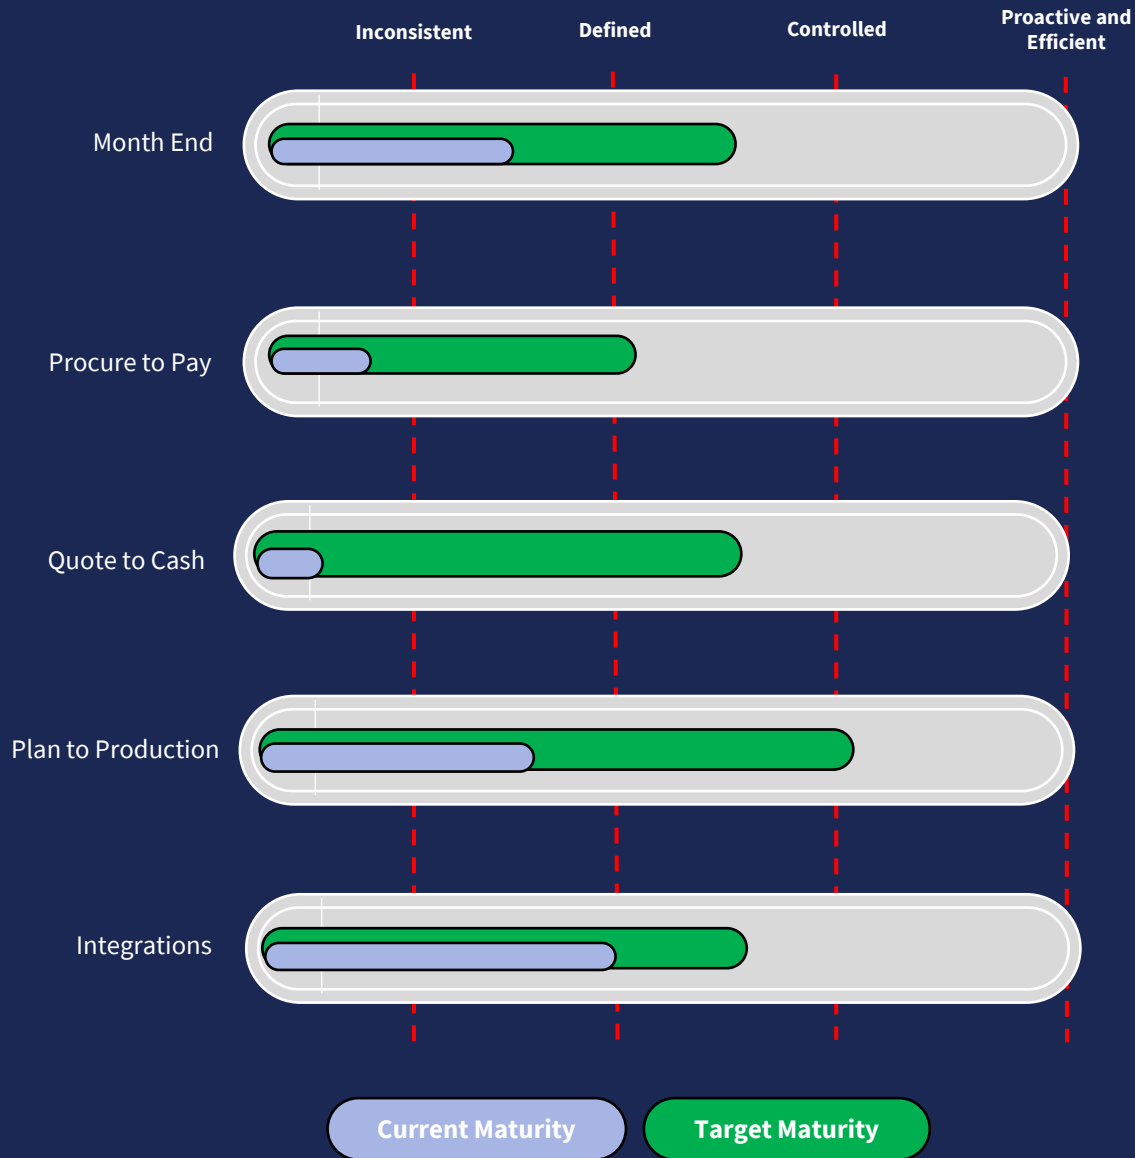 Inconsistent
Defined
Controlled
Proactive and
Efficient
Month End
Procure to Pay
Quote to Cash
Plan to Production
Integrations
Current Maturity
Target Maturity